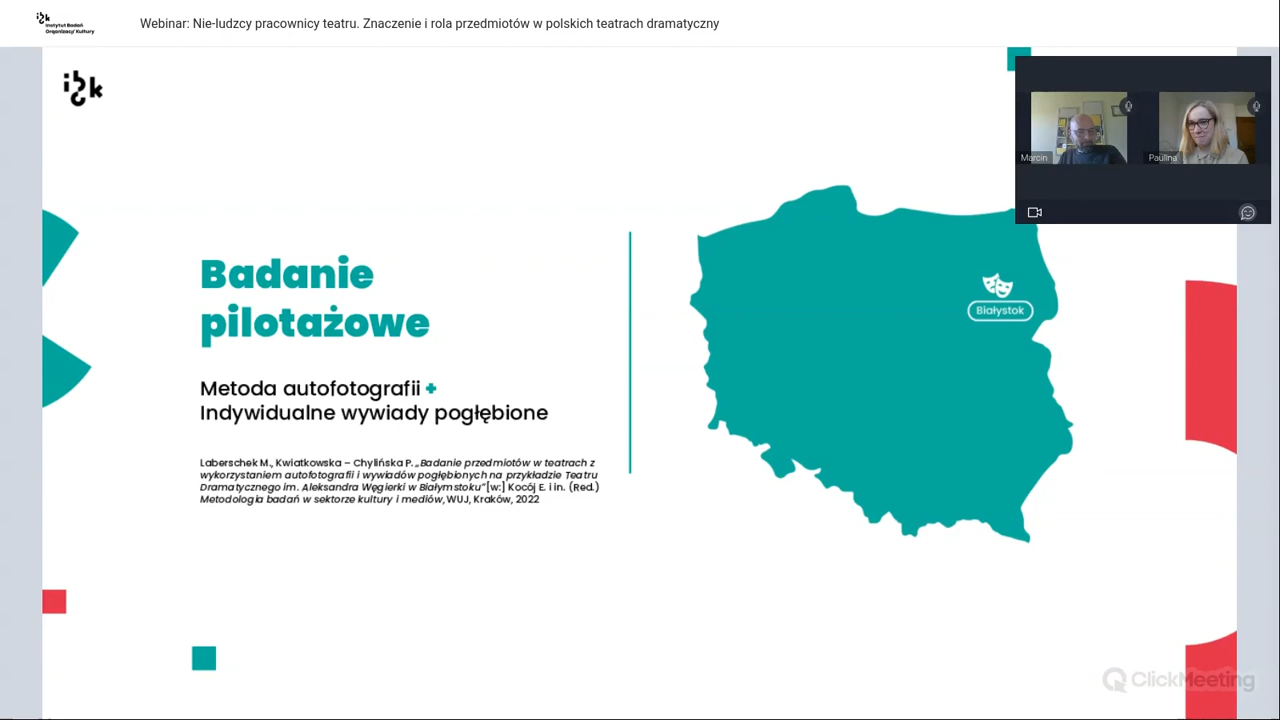 Instytut Badań
Organizacji Kultury
Webinar: Nie-ludzcy pracownicy teatru. Znaczenie i rola przedmiotów w polskich teatrach dramatyczny
ibok
Marcin
Paulina
Badanie
pilotażowe
Białystok
Metoda autofotografii +
Indywidualne wywiady pogłębione
Laberschek M., Kwiatkowska – Chylińska P. „Badanie przedmiotów w teatrach z
wykorzystaniem autofotografii i wywiadów pogłębionych na przykładzie Teatru
Dramatycznego im. Aleksandra Węgierki w Białymstoku" [w:] Kocój E. i in. (Red.)
Metodologia badań w sektorze kultury i mediów, WUJ, Kraków, 2022
ClickMeeting